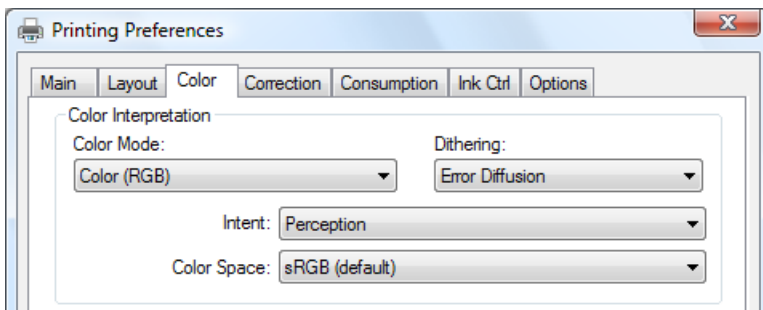 Printing Preferences
Main Layout Color Correction Consumption Ink Ctrl Options
Color Interpretation
Color Mode: Dithering:
Color (RGB) Error Diffusion
Intent: Perception
Color Space: sRGB (default)